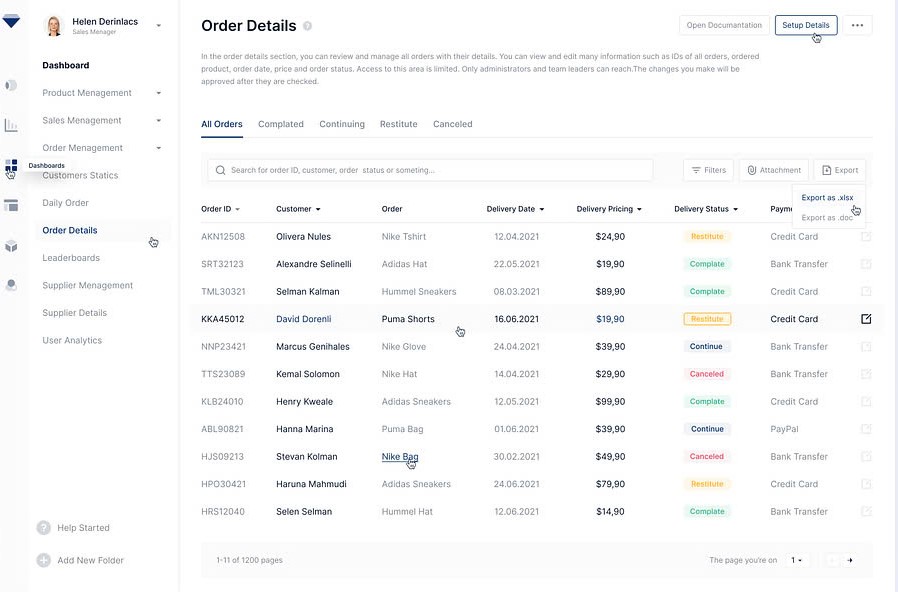 Helen Derinlacs
Sales Manager
Dashboard
Product Menagement
Sales Menagement
Order Menagement
Dashboards
Customers Statics
Daily Order
Order Details
Leaderboards
Supplier Menagement
Supplier Details
User Analytics
? Help Started
Add New Folder
Order Details ?
Open Documantation Setup Details
In the order details section, you can review and manage all orders with their details. You can view and edit many information such as IDs of all orders, ordered
product, order date, price and order status. Access to this area is limited. Only administrators and team leaders can reach.The changes you make will be
approved after they are checked.
All Orders Complated Continuing Restitute Canceled
Search for order ID, customer, order status or someting...
Filters Attachment Export
Export as .xlsx
Export as .doc
Order ID Customer Order Delivery Date Delivery Pricing Delivery Status Payme
AKN12508 Olivera Nules Nike Tshirt 12.04.2021 $24,90 Restitute Credit Card
SRT32123 Alexandre Selinelli Adidas Hat 22.05.2021 $19,90 Complate Bank Transfer
TML30321 Selman Kalman Hummel Sneakers 08.03.2021 $89,90 Complate Credit Card
KKA45012 David Dorenli Puma Shorts 16.06.2021 $19,90 Restitute Credit Card
NNP23421 Marcus Genihales Nike Glove 24.04.2021 $39,90 Continue Bank Transfer
TTS23089 Kemal Solomon Nike Hat 14.04.2021 $29,90 Canceled Bank Transfer
KLB24010 Henry Kweale Adidas Sneakers 12.05.2021 $99,90 Complate Credit Card
ABL90821 Hanna Marina Puma Bag 01.06.2021 $39,90 Continue PayPal
HJS09213 Stevan Kolman Nike Bag 30.02.2021 $49,90 Canceled Bank Transfer
HPO30421 Haruna Mahmudi Adidas Sneakers 24.06.2021 $79,90 Restitute Credit Card
HRS12040 Selen Selman Hummel Hat 12.06.2021 $14,90 Complate Bank Transfer
1-11 of 1200 pages
The page you're on 1